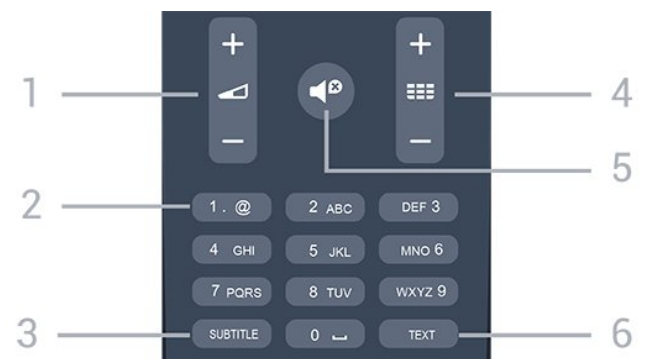 + +
1 4
- -
5
2 1 . @ 2 ABC DEF 3
4 GHI 5 JKL MNO 6
7 PQRS 8 TUV WXYZ 9
3 SUBTITLE 0 ⎵ TEXT 6